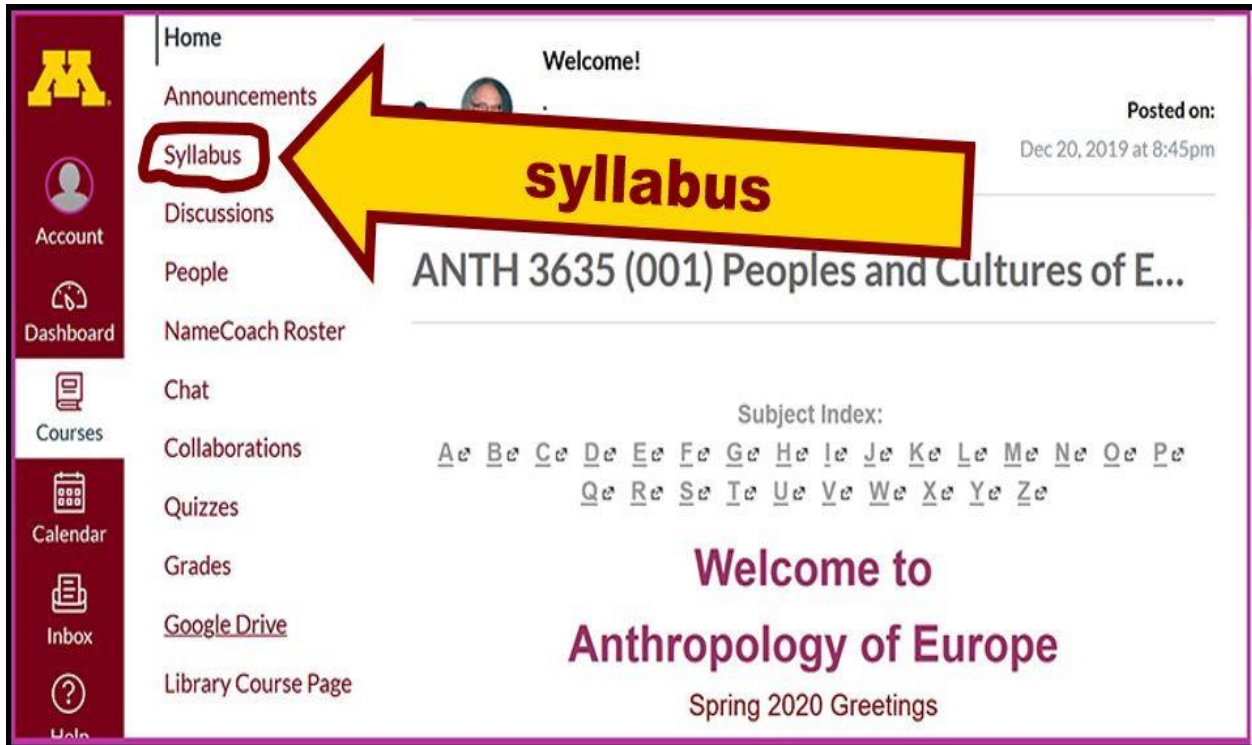 M
Account
Dashboard
Courses
Calendar
Inbox
Help
Home
Announcements
Syllabus
Discussions
People
NameCoach Roster
Chat
Collaborations
Quizzes
Grades
Google Drive
Library Course Page
syllabus
Welcome!
Posted on:
Dec 20, 2019 at 8:45pm
ANTH 3635 (001) Peoples and Cultures of E...
Subject Index:
A B C D E F G H I J K L M N O P
Q R S T U V W X Y Z
Welcome to
Anthropology of Europe
Spring 2020 Greetings